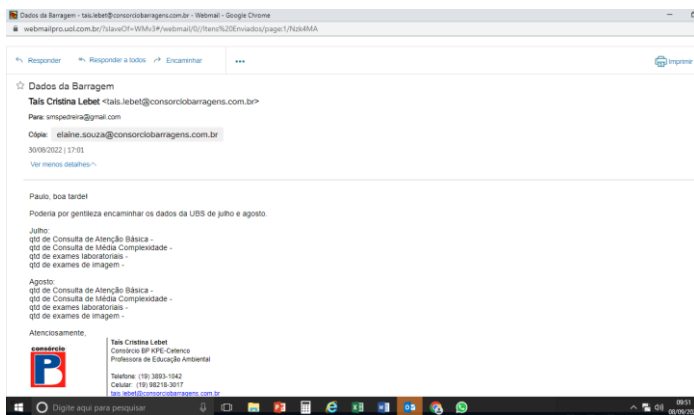 Dados da Barragem - tais.lebet@consorciobarragens.com.br - Webmail - Google Chrome
webmailpro.uol.com.br/?slaveOf=WMv3#/webmail/0//Itens%20Enviados/page:1/Nzk4MA
Responder Responder a todos Encaminhar ... Imprimir
Dados da Barragem
Taís Cristina Lebet <tais.lebet@consorciobarragens.com.br>
Para: smspedreira@gmail.com
Cópia: elaine.souza@consorciobarragens.com.br
30/08/2022 | 17:01
Ver menos detalhes
Paulo, boa tarde!
Poderia por gentileza encaminhar os dados da UBS de julho e agosto.
Julho:
qtd de Consulta de Atenção Básica -
qtd de Consulta de Média Complexidade -
qtd de exames laboratoriais -
qtd de exames de imagem -
Agosto:
qtd de Consulta de Atenção Básica -
qtd de Consulta de Média Complexidade -
qtd de exames laboratoriais -
qtd de exames de imagem -
Atenciosamente,
consórcio
BP
Taís Cristina Lebet
Consórcio BP KPE-Cetenco
Professora de Educação Ambiental
Telefone: (19) 3893-1042
Celular: (19) 98218-3017
tais.lebet@consorciobarragens.com.br
Digite aqui para pesquisar
09:51